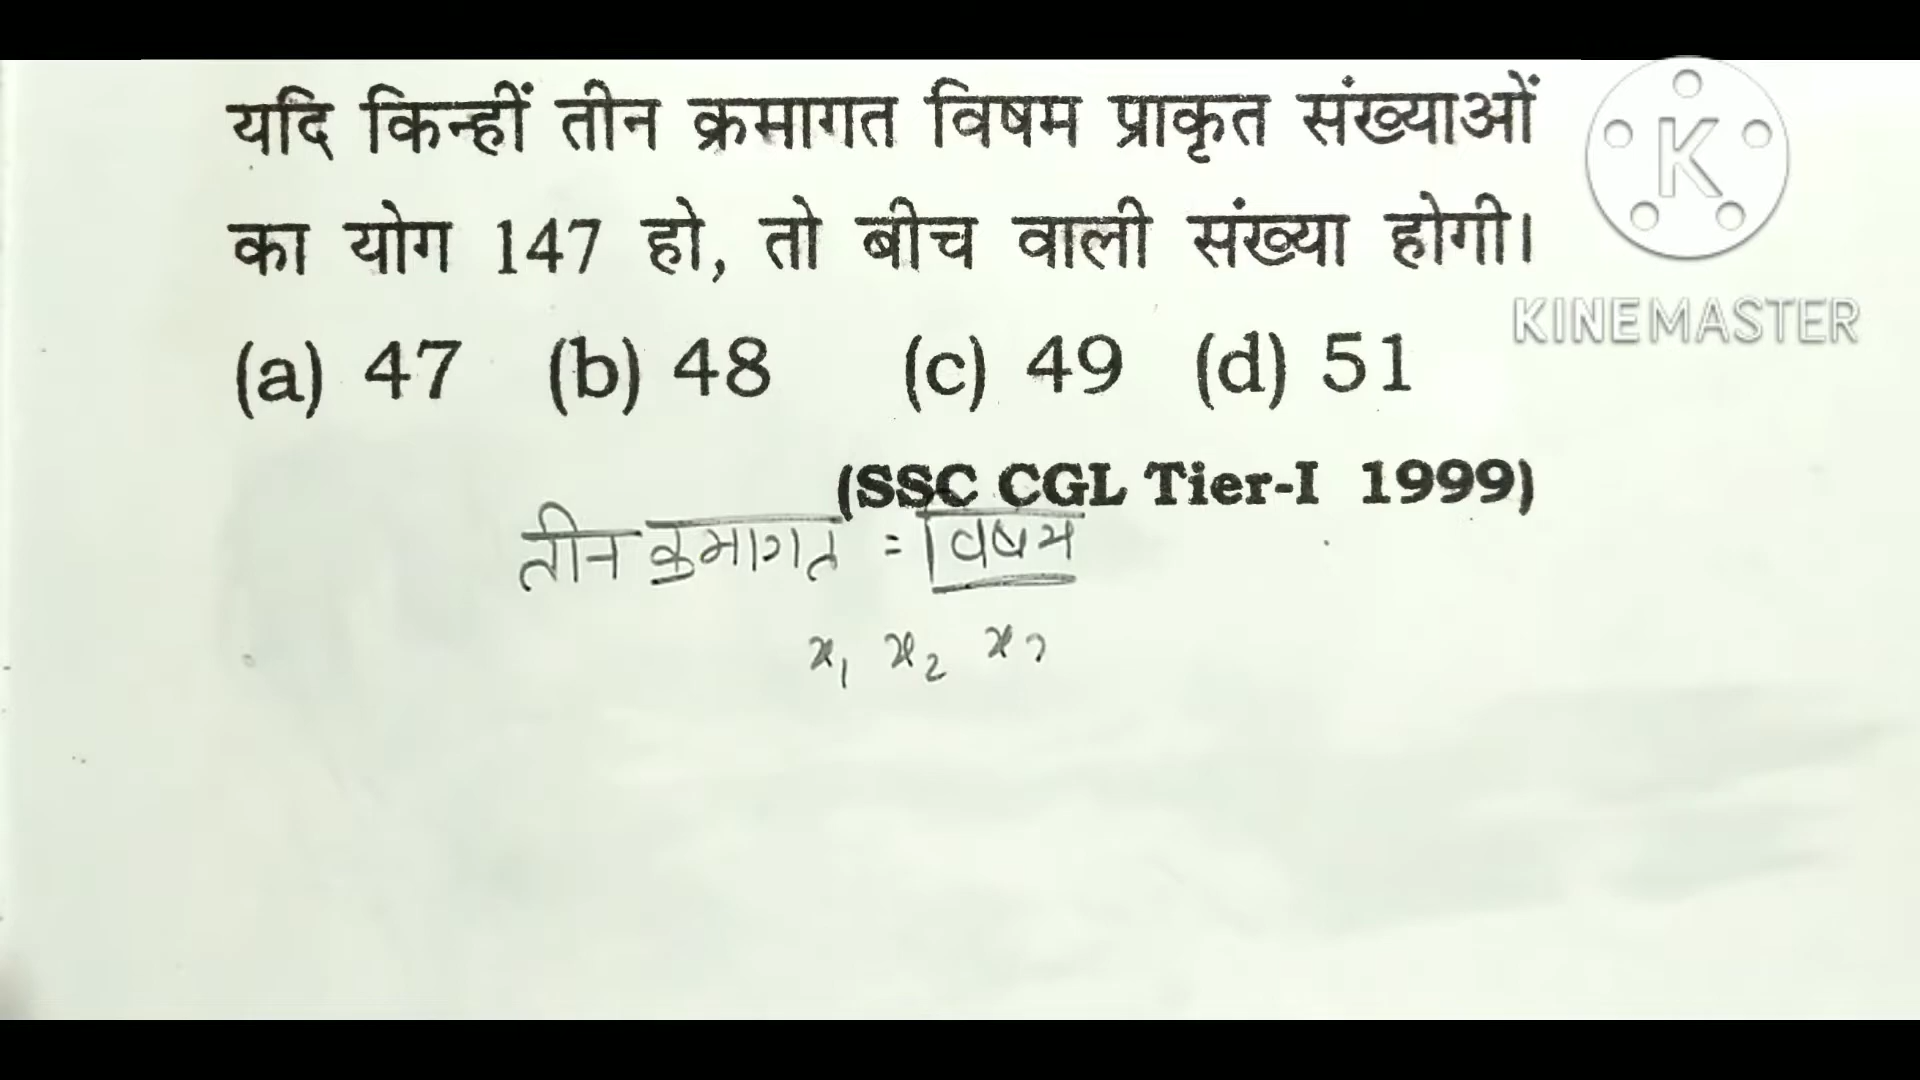 यदि किन्हीं तीन क्रमागत विषम प्राकृत संख्याओं
का योग 147 हो, तो बीच वाली संख्या होगी।
(a) 47 (b) 48 (c) 49 (d) 51
(SSC CGL Tier-I 1999)
तीन क्रमागत = विषम
x₁ x₂ x₃
K
KINEMASTER